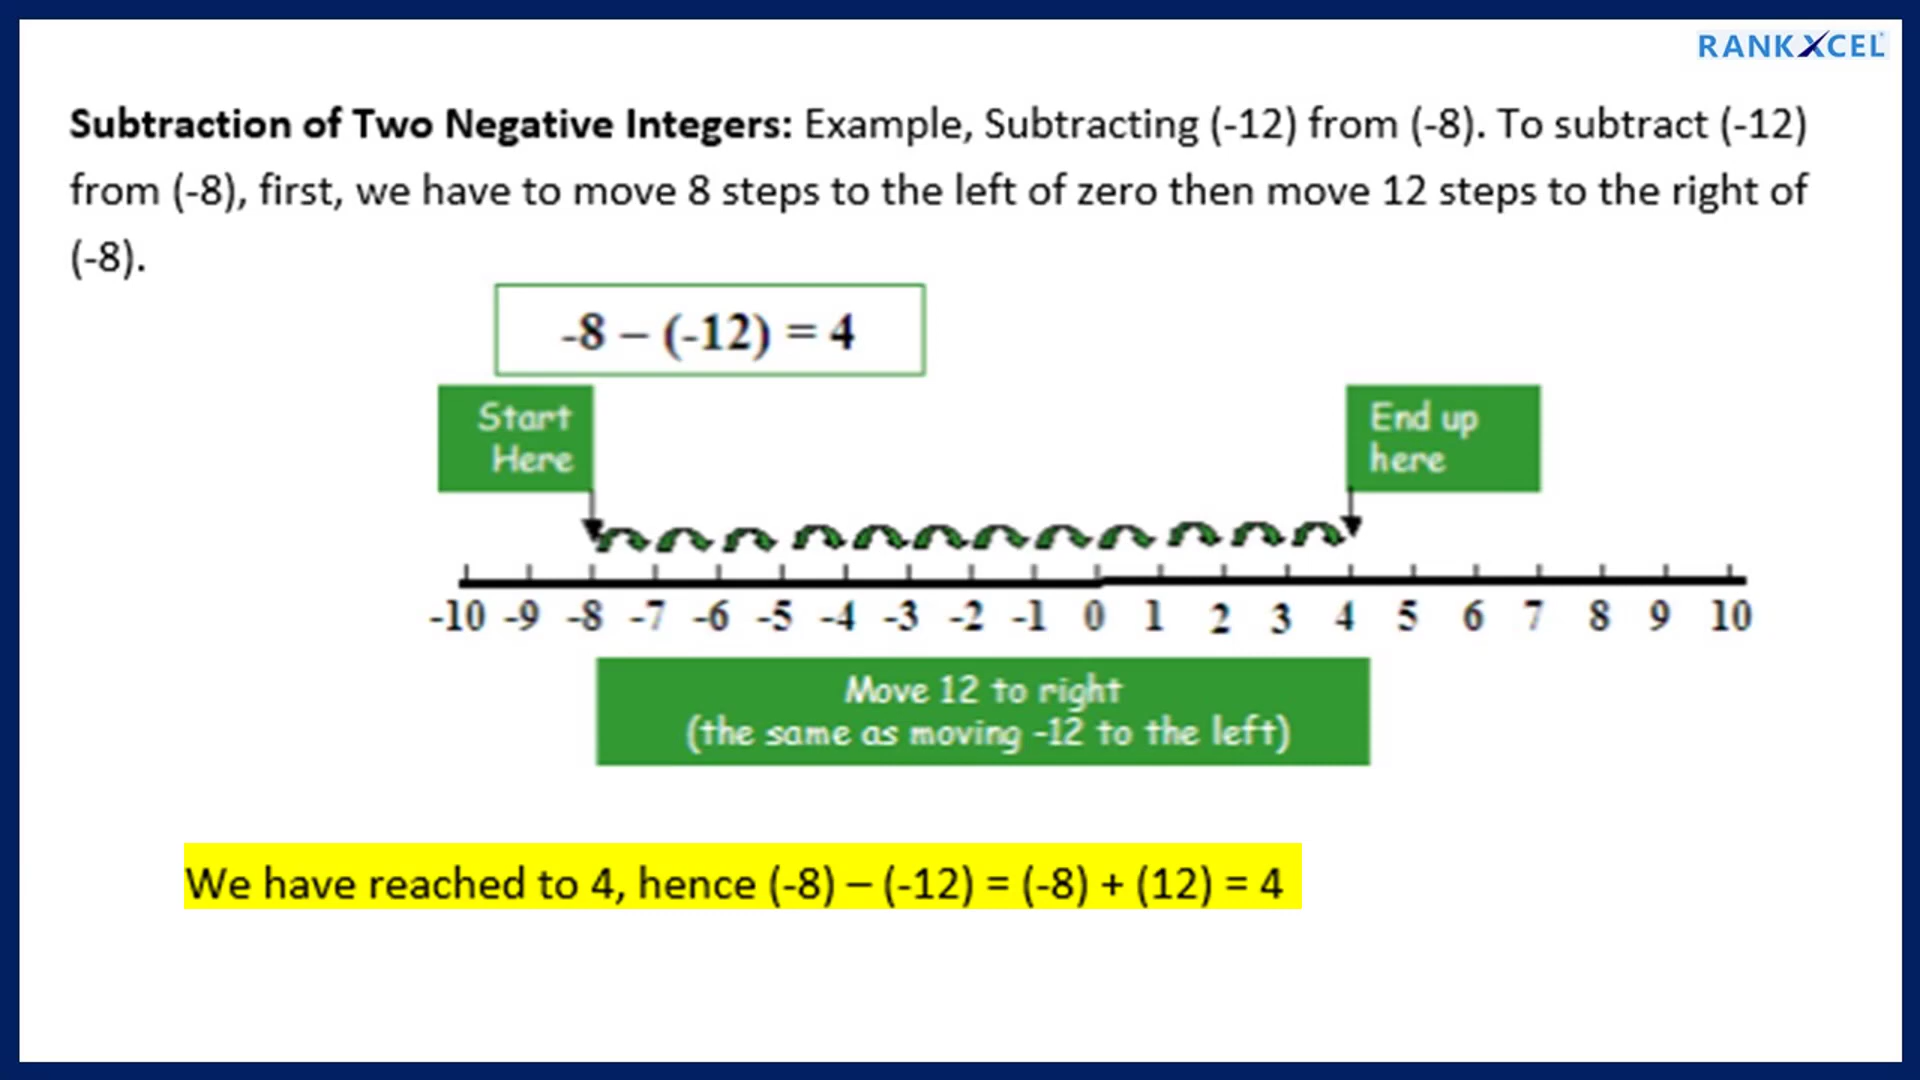 RANKXCEL
Subtraction of Two Negative Integers: Example, Subtracting (-12) from (-8). To subtract (-12)
from (-8), first, we have to move 8 steps to the left of zero then move 12 steps to the right of
(-8).
-8 – (-12) = 4
Start
Here
End up
here
-10 -9 -8 -7 -6 -5 -4 -3 -2 -1 0 1 2 3 4 5 6 7 8 9 10
Move 12 to right
(the same as moving -12 to the left)
We have reached to 4, hence (-8) – (-12) = (-8) + (12) = 4